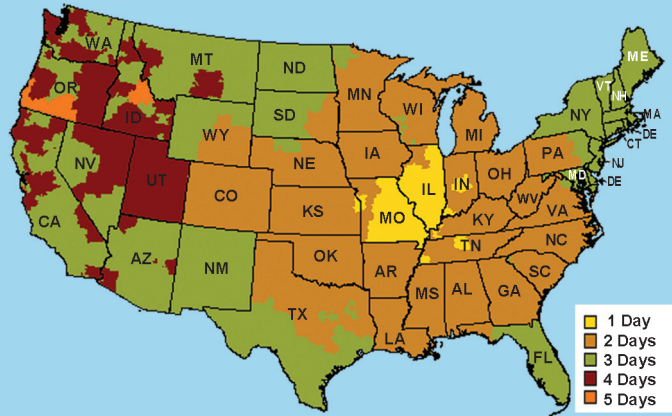 WA
MT
ND
ME
OR
ID
SD
MN
WI
VT
NH
NY
MA
DE
CT
WY
MI
NV
UT
NE
IA
PA
NJ
MD
DE
CO
IL
IN
OH
WV
VA
CA
KS
MO
KY
AZ
NM
OK
AR
TN
NC
SC
TX
LA
MS
AL
GA
FL
1 Day
2 Days
3 Days
4 Days
5 Days